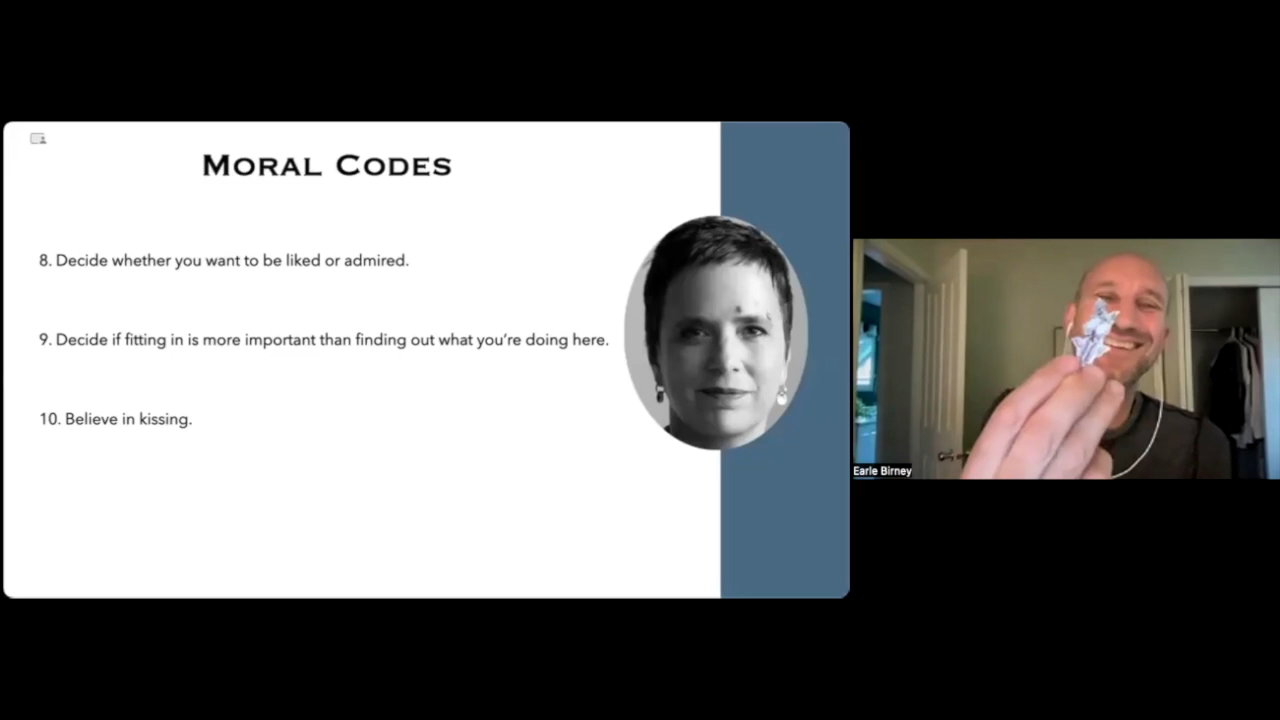 MORAL CODES
8. Decide whether you want to be liked or admired.
9. Decide if fitting in is more important than finding out what you’re doing here.
10. Believe in kissing.
Earle Birney